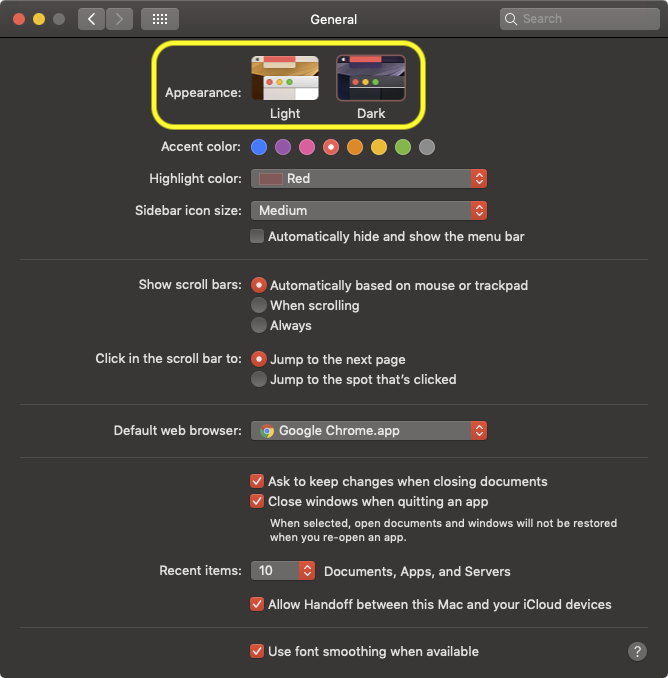 General
Search
Appearance:
Light
Dark
Accent color:
Highlight color: Red
Sidebar icon size: Medium
Automatically hide and show the menu bar
Show scroll bars: Automatically based on mouse or trackpad
When scrolling
Always
Click in the scroll bar to: Jump to the next page
Jump to the spot that’s clicked
Default web browser: Google Chrome.app
Ask to keep changes when closing documents
Close windows when quitting an app
When selected, open documents and windows will not be restored
when you re-open an app.
Recent items: 10 Documents, Apps, and Servers
Allow Handoff between this Mac and your iCloud devices
Use font smoothing when available
?